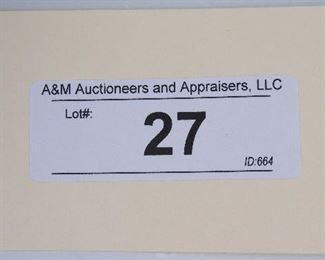 A&M Auctioneers and Appraisers, LLC
Lot#:
27
ID:664